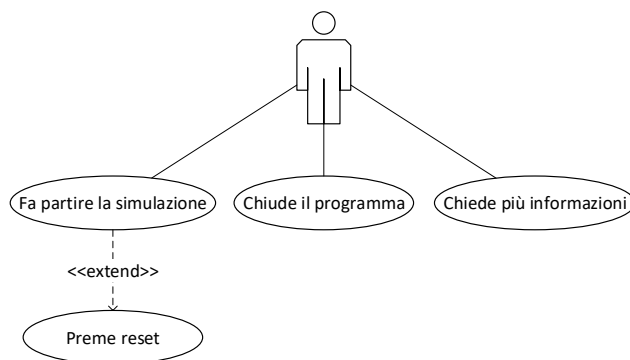 Fa partire la simulazione
Chiude il programma
Chiede più informazioni
<<extend>>
Preme reset